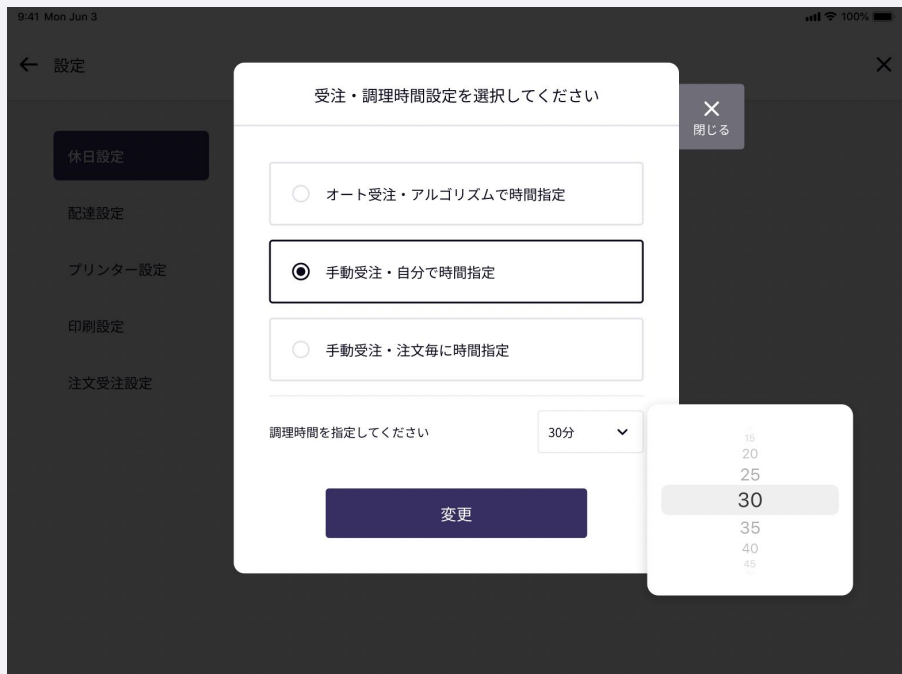 9:41 Mon Jun 3
100%
設定
受注・調理時間設定を選択してください
閉じる
休日設定
配達設定
プリンター設定
印刷設定
注文受注設定
オート受注・アルゴリズムで時間指定
手動受注・自分で時間指定
手動受注・注文毎に時間指定
調理時間を指定してください
30分
変更
15
20
25
30
35
40
45